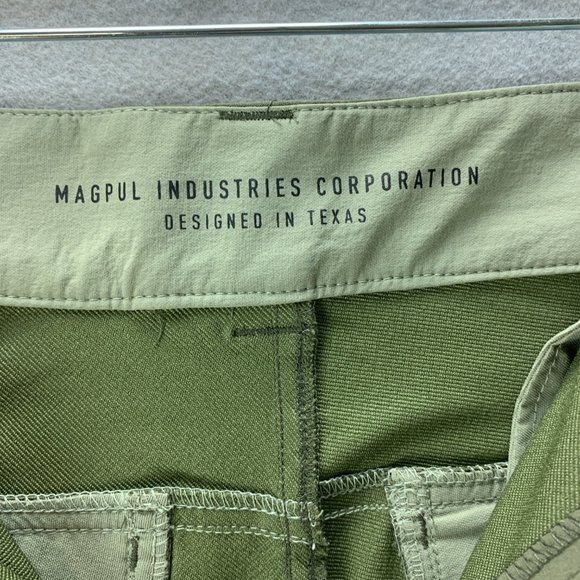 MAGPUL INDUSTRIES CORPORATION
DESIGNED IN TEXAS